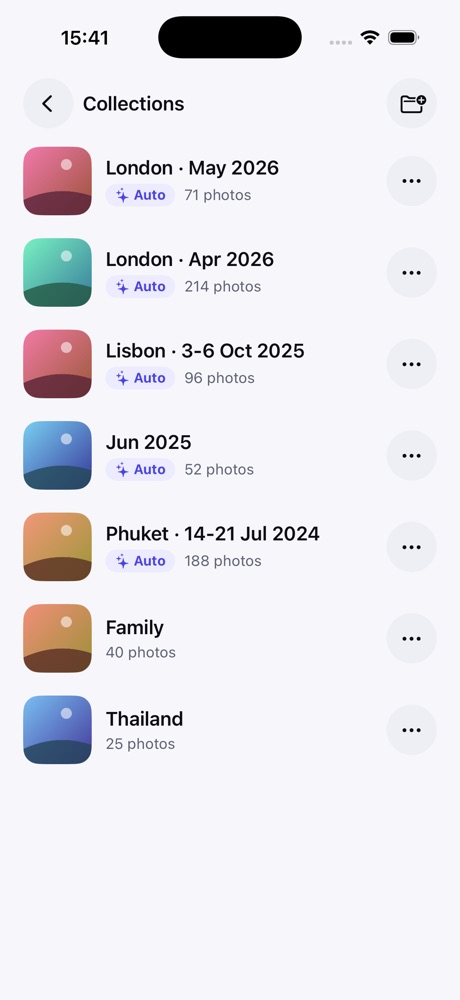 15:41
Collections
London · May 2026
Auto 71 photos
London · Apr 2026
Auto 214 photos
Lisbon · 3-6 Oct 2025
Auto 96 photos
Jun 2025
Auto 52 photos
Phuket · 14-21 Jul 2024
Auto 188 photos
Family
40 photos
Thailand
25 photos